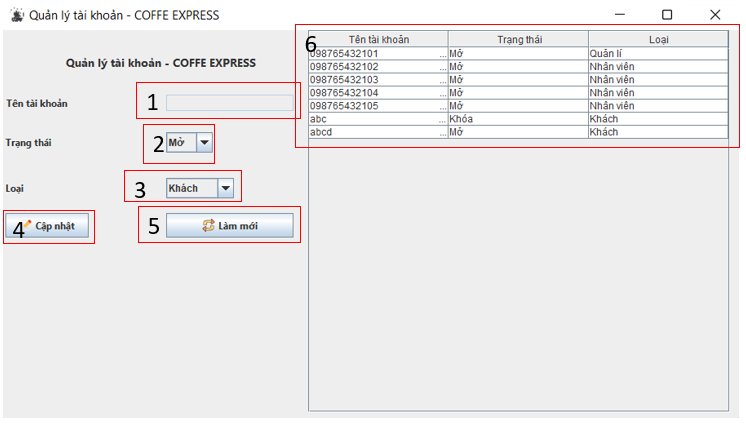 Quản lý tài khoản - COFFE EXPRESS
Quản lý tài khoản - COFFE EXPRESS
Tên tài khoản 1
Trạng thái 2 Mở
Loại 3 Khách
4 Cập nhật 5 Làm mới
6 Tên tài khoản Trạng thái Loại
098765432101 ... Mở Quản lí
098765432102 ... Mở Nhân viên
098765432103 ... Mở Nhân viên
098765432104 ... Mở Nhân viên
098765432105 ... Mở Nhân viên
abc ... Khóa Khách
abcd ... Mở Khách